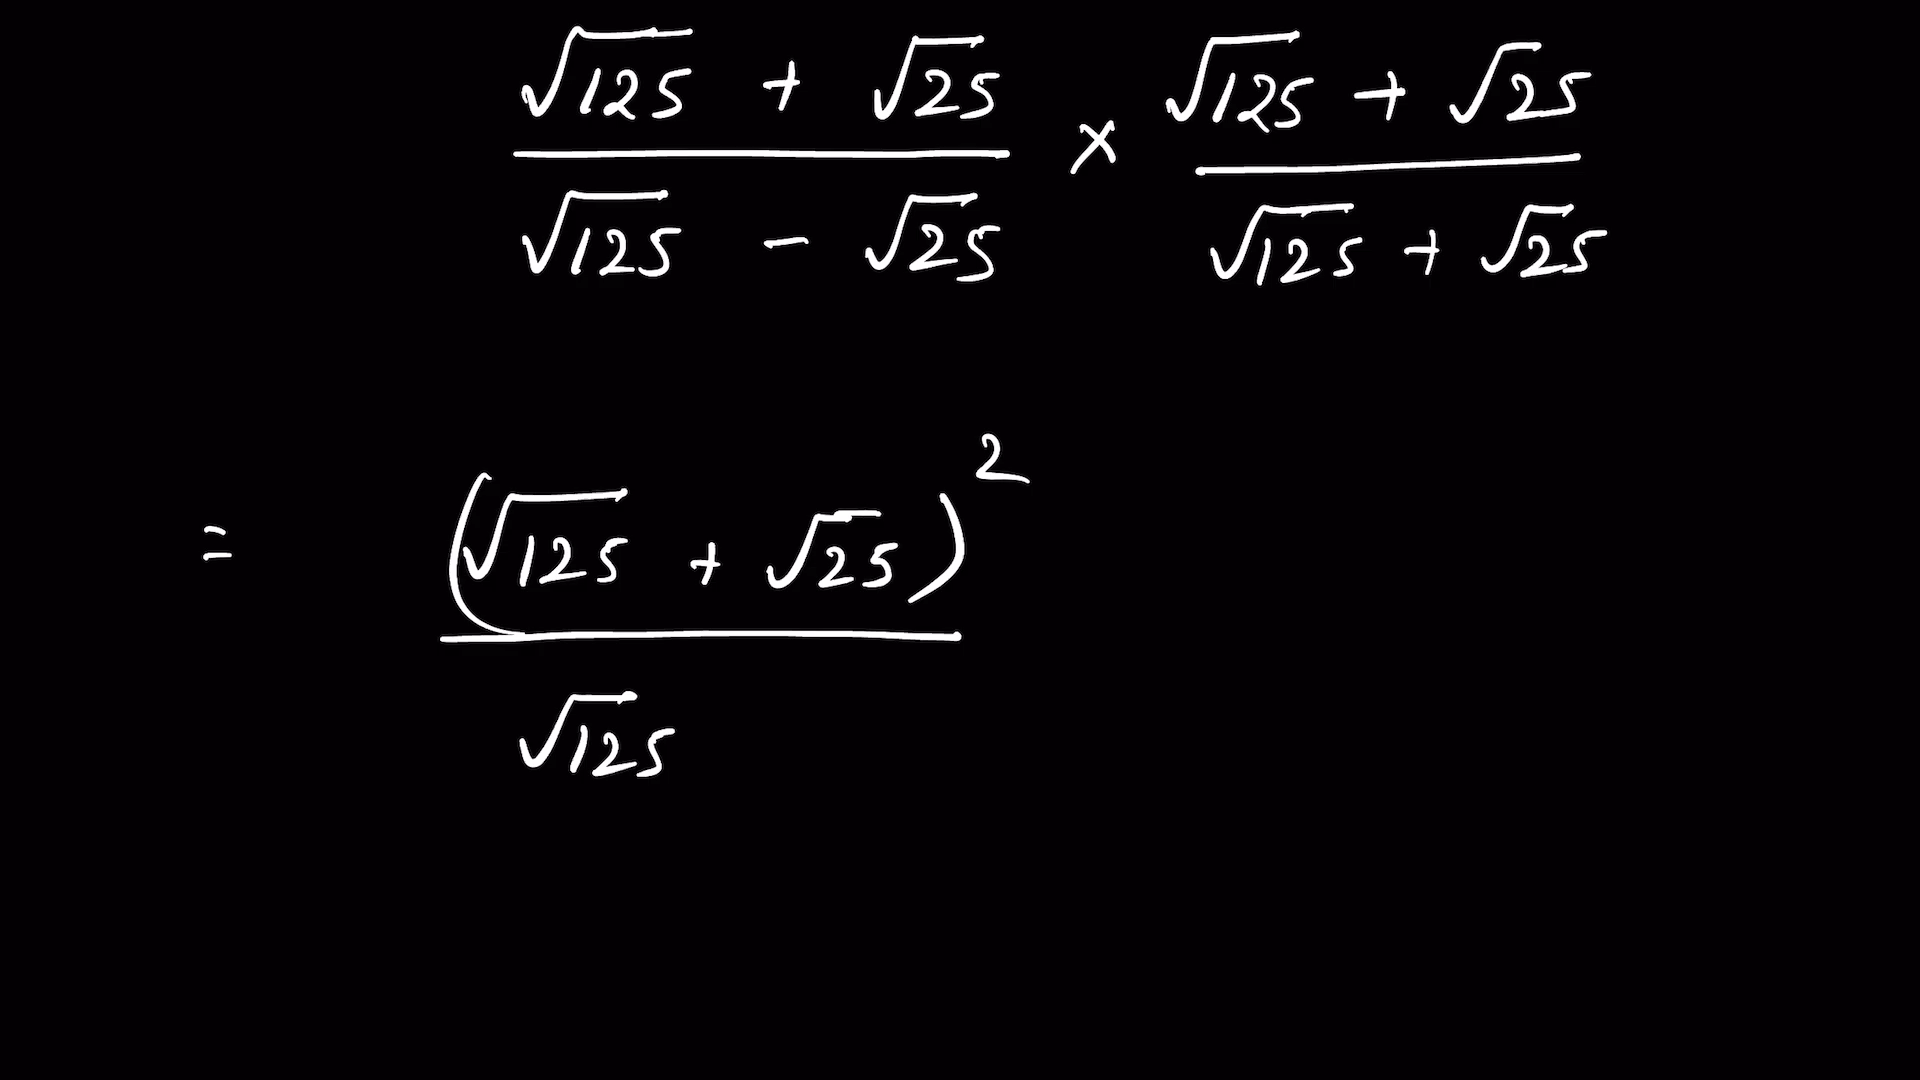 √125 + √25 × √125 + √25
√125 - √25 √125 + √25
= (√125 + √25)²
√125